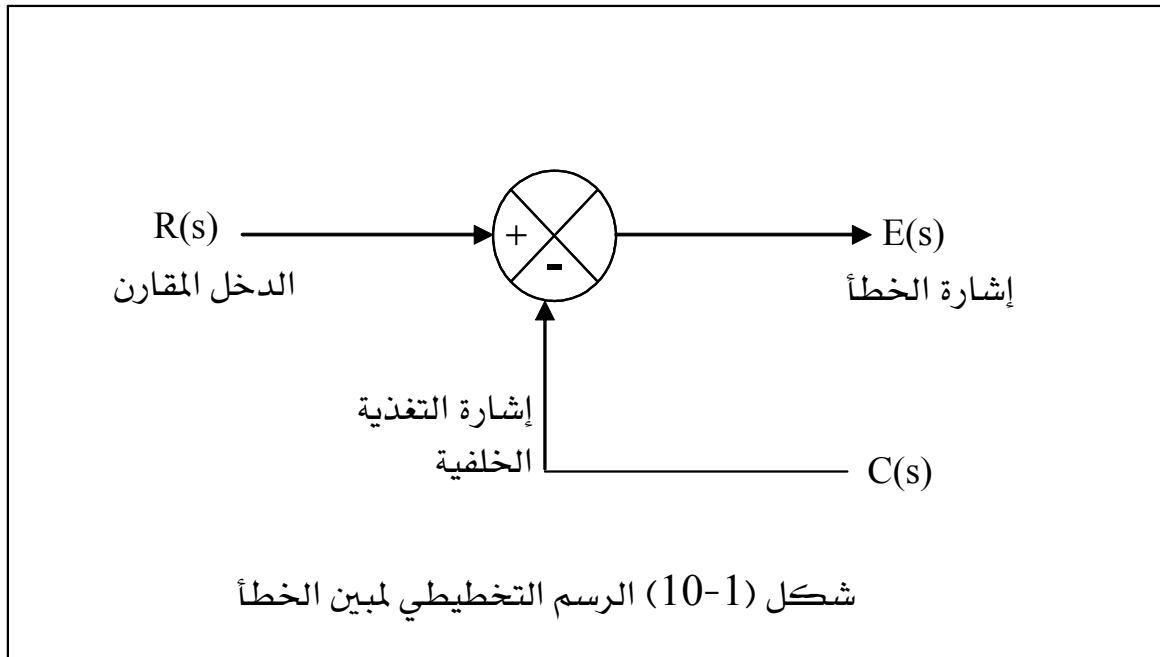 R(s)
+
-
E(s)
الدخل المقارن
إشارة الخطأ
إشارة التغذية
الخلفية
C(s)
شكل (1-10) الرسم التخطيطي لمبين الخطأ